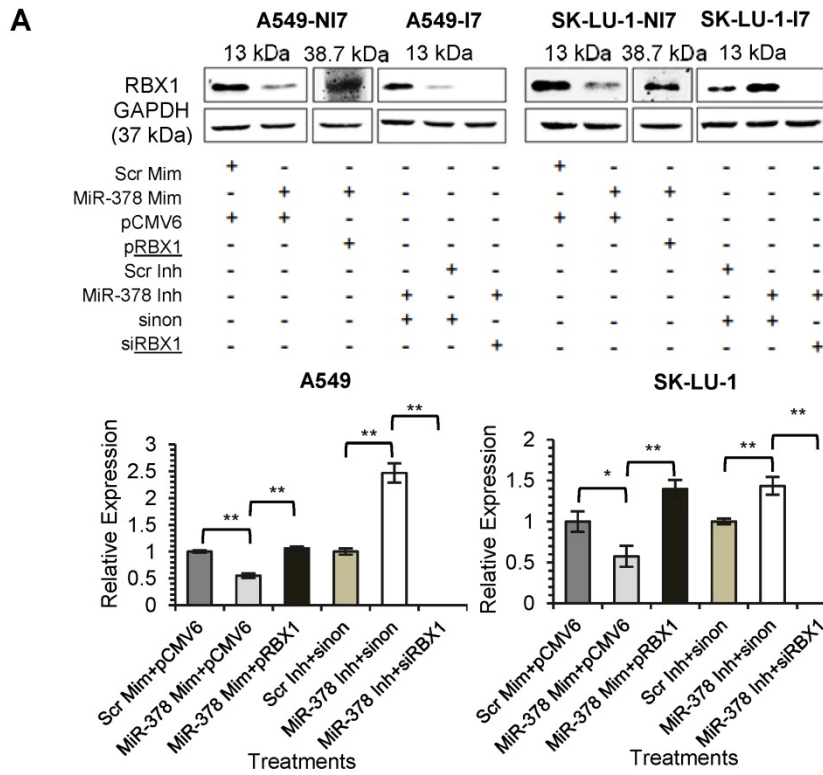 A
A549-NI7 A549-I7 SK-LU-1-NI7 SK-LU-1-I7
13 kDa 38.7 kDa 13 kDa 13 kDa 38.7 kDa 13 kDa
RBX1
GAPDH
(37 kDa)
Scr Mim + - - - - - + - - - - -
MiR-378 Mim - + + - - - - + + - - -
pCMV6 + + - - - - + + - - - -
pRBX1 - - + - - - - - + - - -
Scr Inh - - - - + - - - - + - -
MiR-378 Inh - - - + - + - - - - + +
sinon - - - + + - - - - + + -
siRBX1 - - - - - + - - - - - +
A549
Relative Expression
3
2.5
2
1.5
1
0.5
0
** ** ** **
Scr Mim+pCMV6
MiR-378 Mim+pCMV6
MiR-378 Mim+pRBX1
Scr Inh+sinon
MiR-378 Inh+sinon
MiR-378 Inh+siRBX1
Treatments
SK-LU-1
Relative Expression
2
1.5
1
0.5
0
* ** ** **
Scr Mim+pCMV6
MiR-378 Mim+pCMV6
MiR-378 Mim+pRBX1
Scr Inh+sinon
MiR-378 Inh+sinon
MiR-378 Inh+siRBX1
Treatments